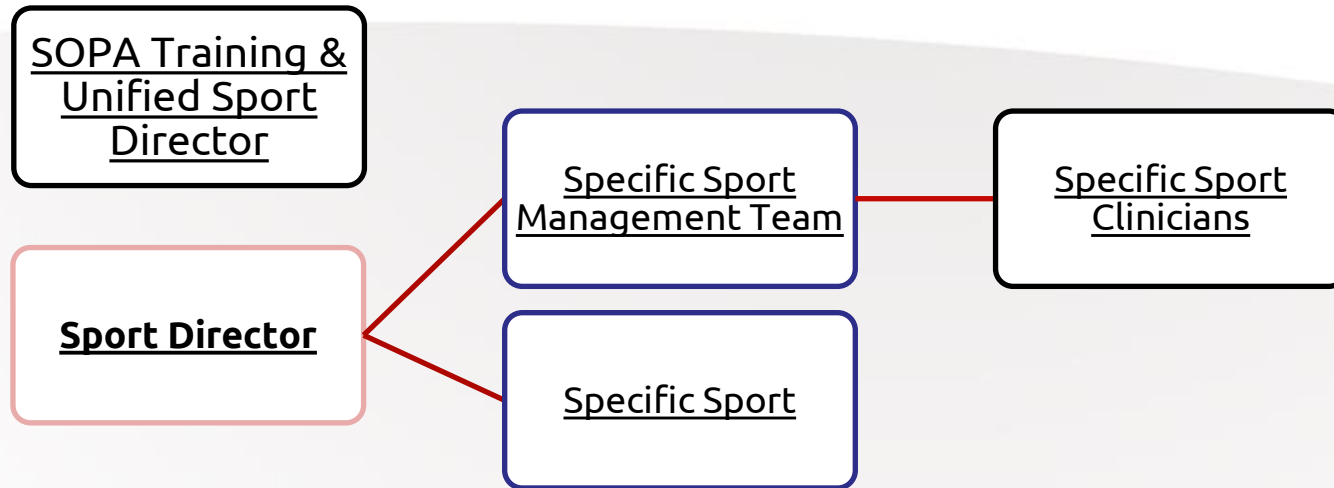 SOPA Training &
Unified Sport
Director
Sport Director
Specific Sport
Management Team
Specific Sport
Specific Sport
Clinicians